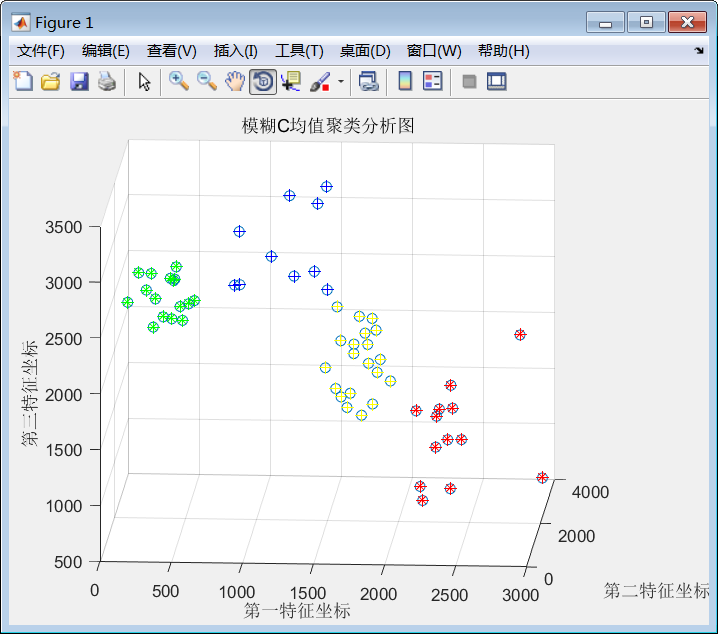 Figure 1
文件(F) 编辑(E) 查看(V) 插入(I) 工具(T) 桌面(D) 窗口(W) 帮助(H)
模糊C均值聚类分析图
3500
3000
2500
2000
1500
1000
500
第三特征坐标
0 500 1000 1500 2000 2500 3000
第一特征坐标
4000
2000
0
第二特征坐标